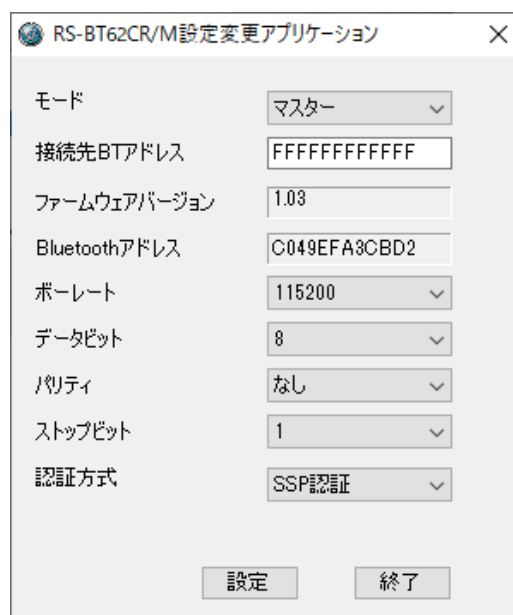 RS-BT62CR/M設定変更アプリケーション
モード マスター
接続先BTアドレス FFFFFFFFFFFF
ファームウェアバージョン 1.03
Bluetoothアドレス C049EFA3CBD2
ボーレート 115200
データビット 8
パリティ なし
ストップビット 1
認証方式 SSP認証
設定 終了